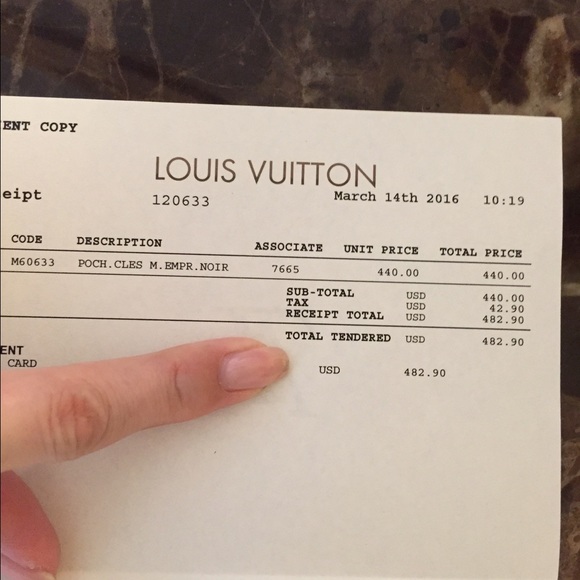 ENT COPY
LOUIS VUITTON
eipt 120633 March 14th 2016 10:19
CODE DESCRIPTION ASSOCIATE UNIT PRICE TOTAL PRICE
M60633 POCH.CLES M.EMPR.NOIR 7665 440.00 440.00
SUB-TOTAL USD 440.00
TAX USD 42.90
RECEIPT TOTAL USD 482.90
TOTAL TENDERED USD 482.90
ENT
CARD USD 482.90